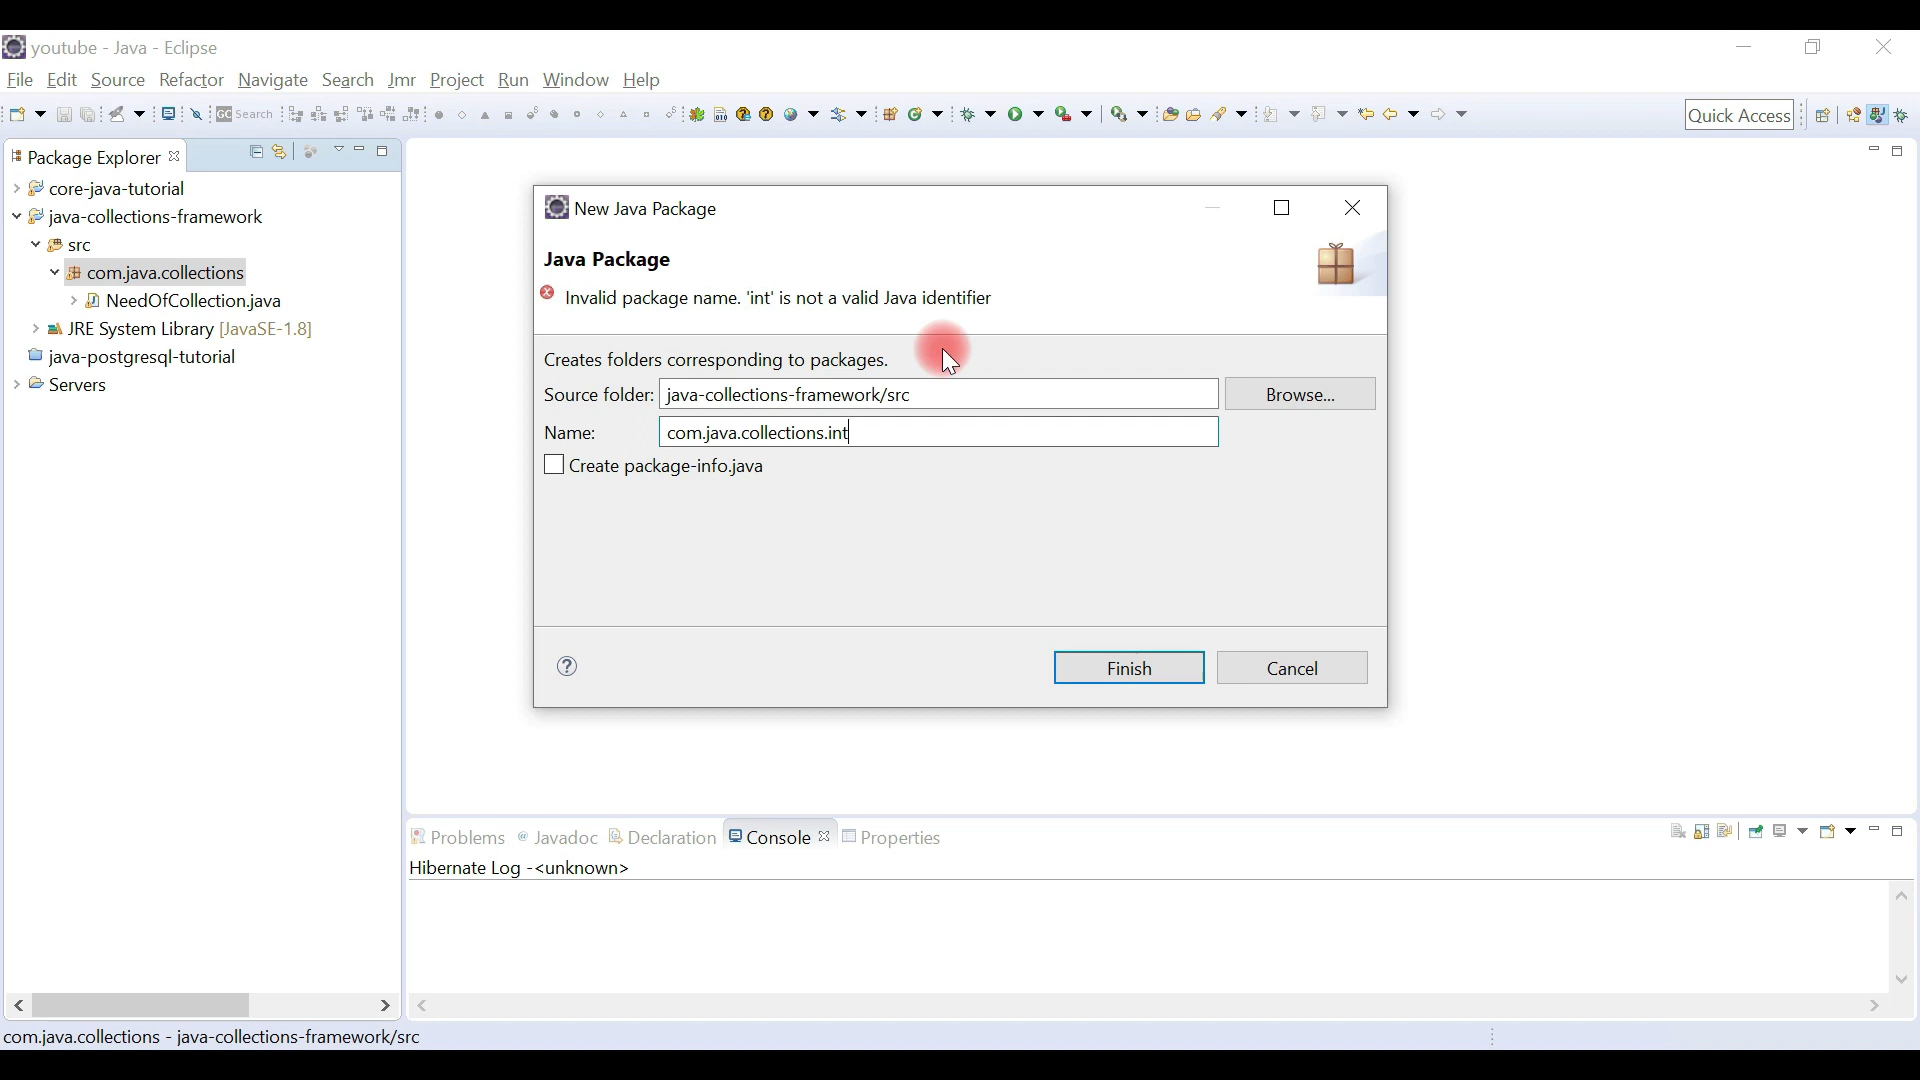 youtube - Java - Eclipse
File Edit Source Refactor Navigate Search Jmr Project Run Window Help
GC Search
010
Quick Access
Package Explorer
core-java-tutorial
java-collections-framework
src
com.java.collections
NeedOfCollection.java
JRE System Library [JavaSE-1.8]
java-postgresql-tutorial
Servers
New Java Package
Java Package
Invalid package name. 'int' is not a valid Java identifier
Creates folders corresponding to packages.
Source folder: java-collections-framework/src Browse...
Name: com.java.collections.int
Create package-info.java
? Finish Cancel
Problems @ Javadoc Declaration Console Properties
Hibernate Log -<unknown>
com.java.collections - java-collections-framework/src